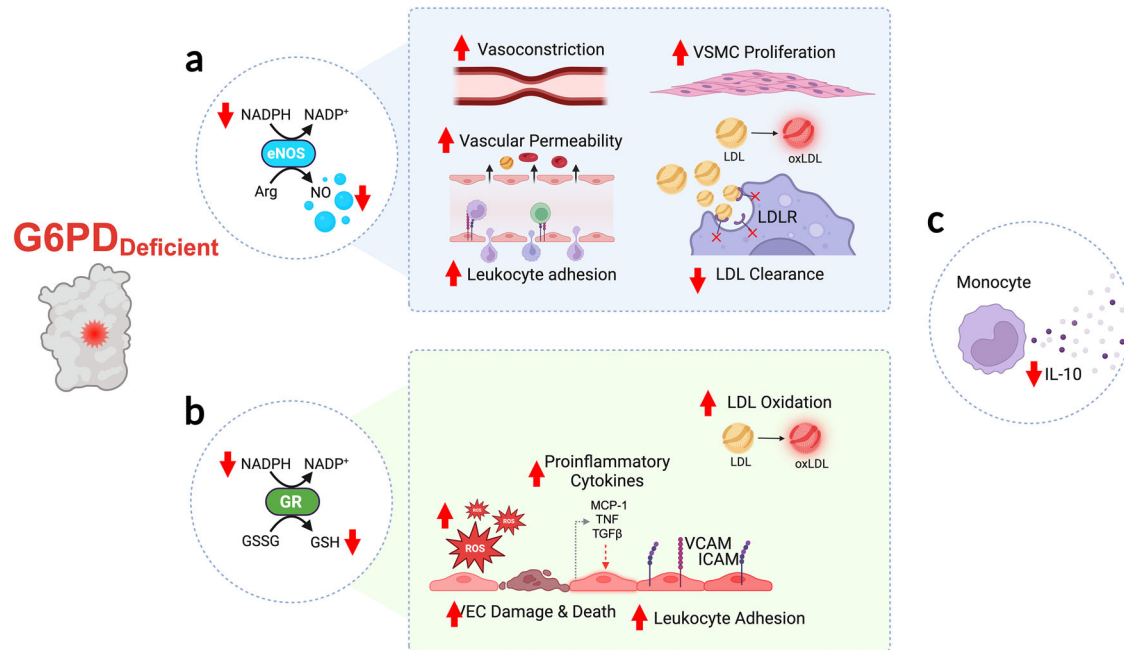 G6PD Deficient
a
NADPH NADP+
eNOS
Arg NO
Vasoconstriction
VSMC Proliferation
Vascular Permeability
LDL oxLDL
LDLR
Leukocyte adhesion
LDL Clearance
b
NADPH NADP+
GR
GSSG GSH
LDL Oxidation
LDL oxLDL
Proinflammatory
Cytokines
MCP-1
TNF
TGFβ
ROS
ROS
ROS
VCAM
ICAM
VEC Damage & Death
Leukocyte Adhesion
c
Monocyte
IL-10